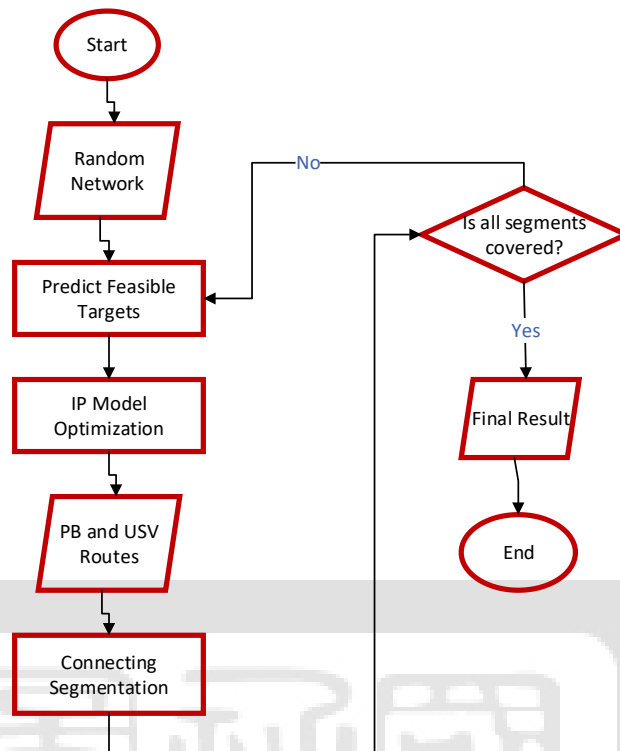 Start
Random
Network
Predict Feasible
Targets
IP Model
Optimization
PB and USV
Routes
Connecting
Segmentation
No
Is all segments
covered?
Yes
Final Result
End